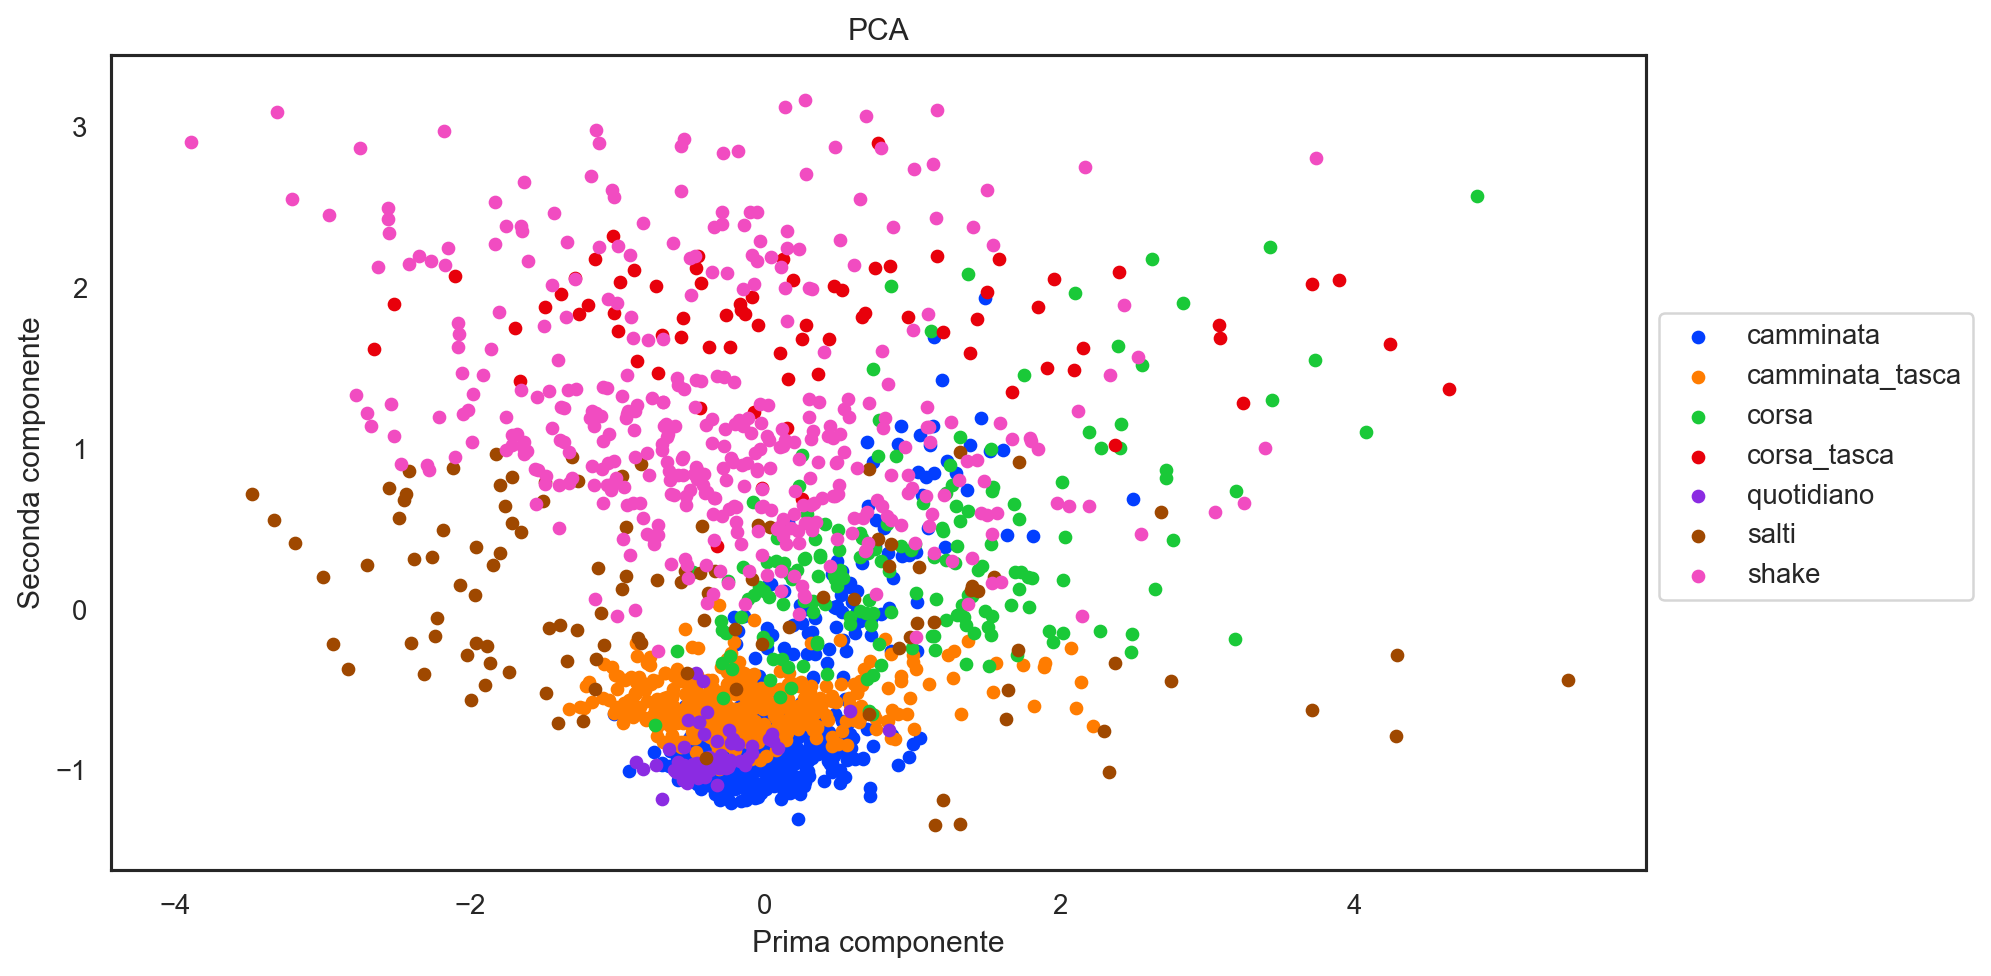 PCA
3
2
1
0
−1
Seconda componente
−4
−2
0
2
4
Prima componente
camminata
camminata_tasca
corsa
corsa_tasca
quotidiano
salti
shake